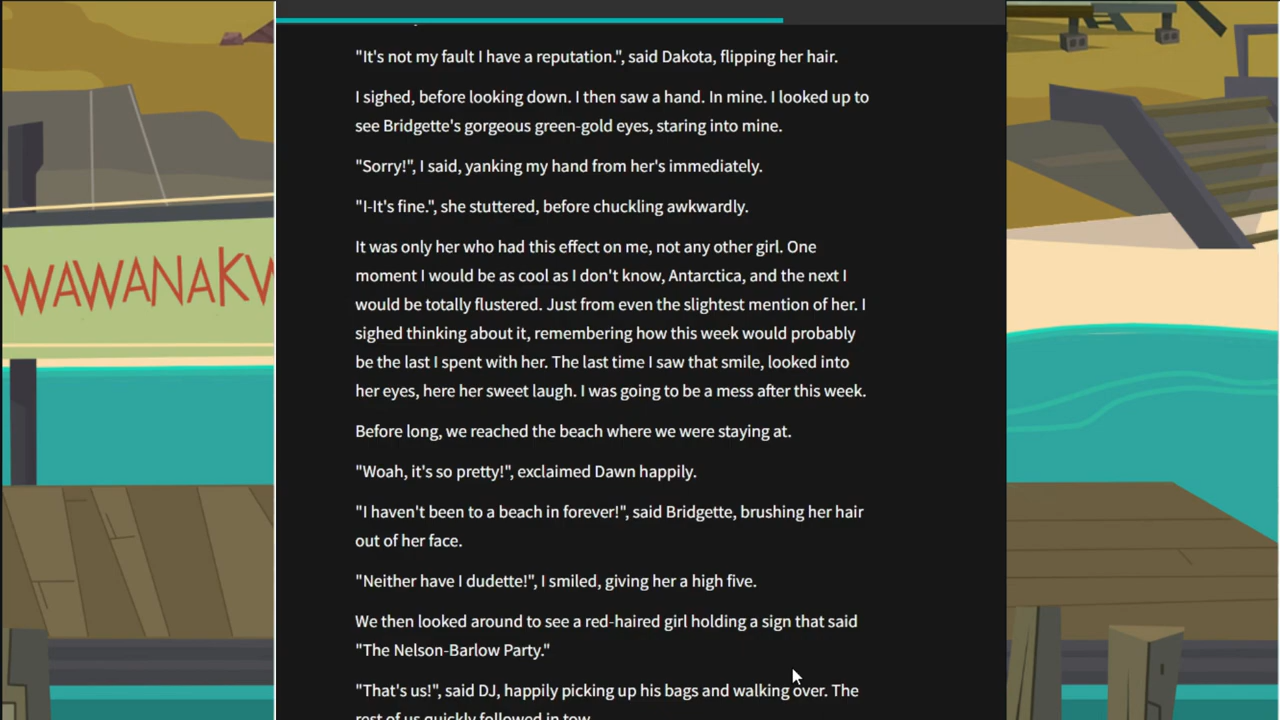 "It's not my fault I have a reputation.", said Dakota, flipping her hair.
I sighed, before looking down. I then saw a hand. In mine. I looked up to
see Bridgette's gorgeous green-gold eyes, staring into mine.
"Sorry!", I said, yanking my hand from her's immediately.
"I-It's fine.", she stuttered, before chuckling awkwardly.
It was only her who had this effect on me, not any other girl. One
moment I would be as cool as I don't know, Antarctica, and the next I
would be totally flustered. Just from even the slightest mention of her. I
sighed thinking about it, remembering how this week would probably
be the last I spent with her. The last time I saw that smile, looked into
her eyes, here her sweet laugh. I was going to be a mess after this week.
Before long, we reached the beach where we were staying at.
"Woah, it's so pretty!", exclaimed Dawn happily.
"I haven't been to a beach in forever!", said Bridgette, brushing her hair
out of her face.
"Neither have I dudette!", I smiled, giving her a high five.
We then looked around to see a red-haired girl holding a sign that said
"The Nelson-Barlow Party."
"That's us!", said DJ, happily picking up his bags and walking over. The
rest of us quickly followed in tow.
WAWANAKW